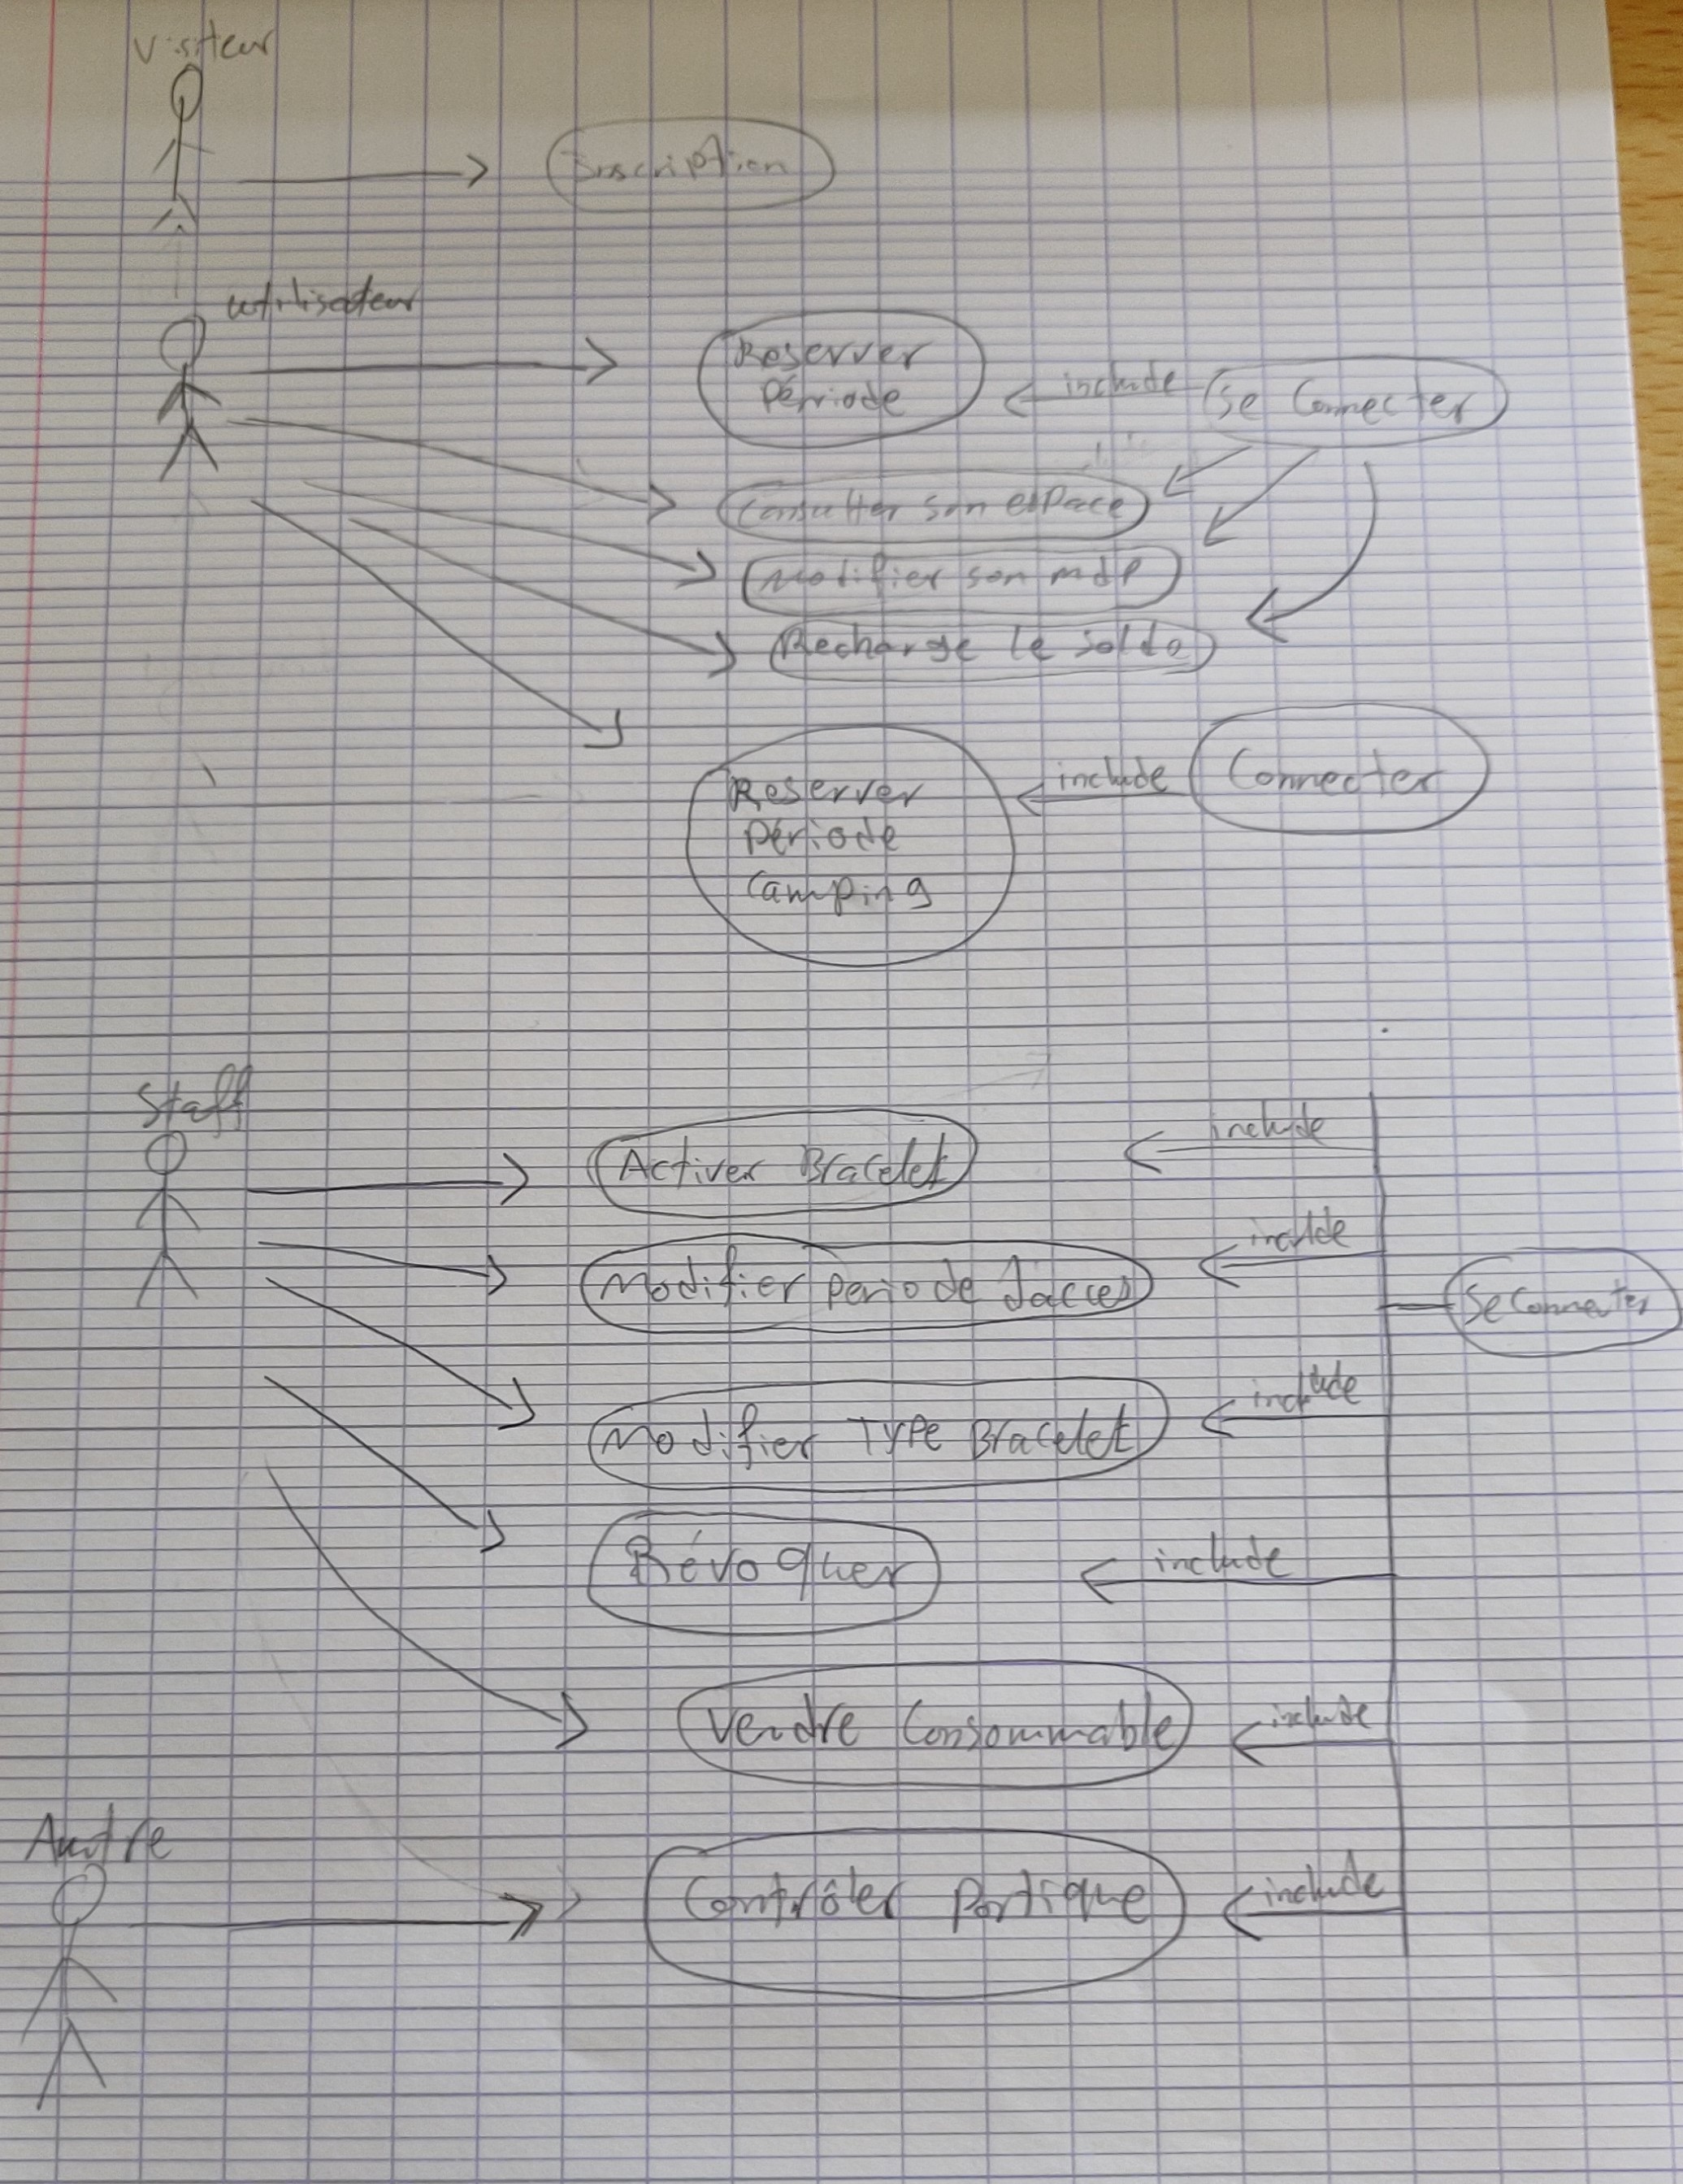 Visiteur
Inscription
utilisateur
Reserver
Période
include
Se Connecter
Consulter son espace
Modifier son mdp
Recharge le solde
Reserver
Période
Camping
include
Connecter
Staff
Activer Bracelet
include
Modifier periode d'acces
inclde
Se Connecter
Modifier Type Bracelet
include
Révoquer
include
Vendre Consommable
include
Autre
Contrôler Portique
include